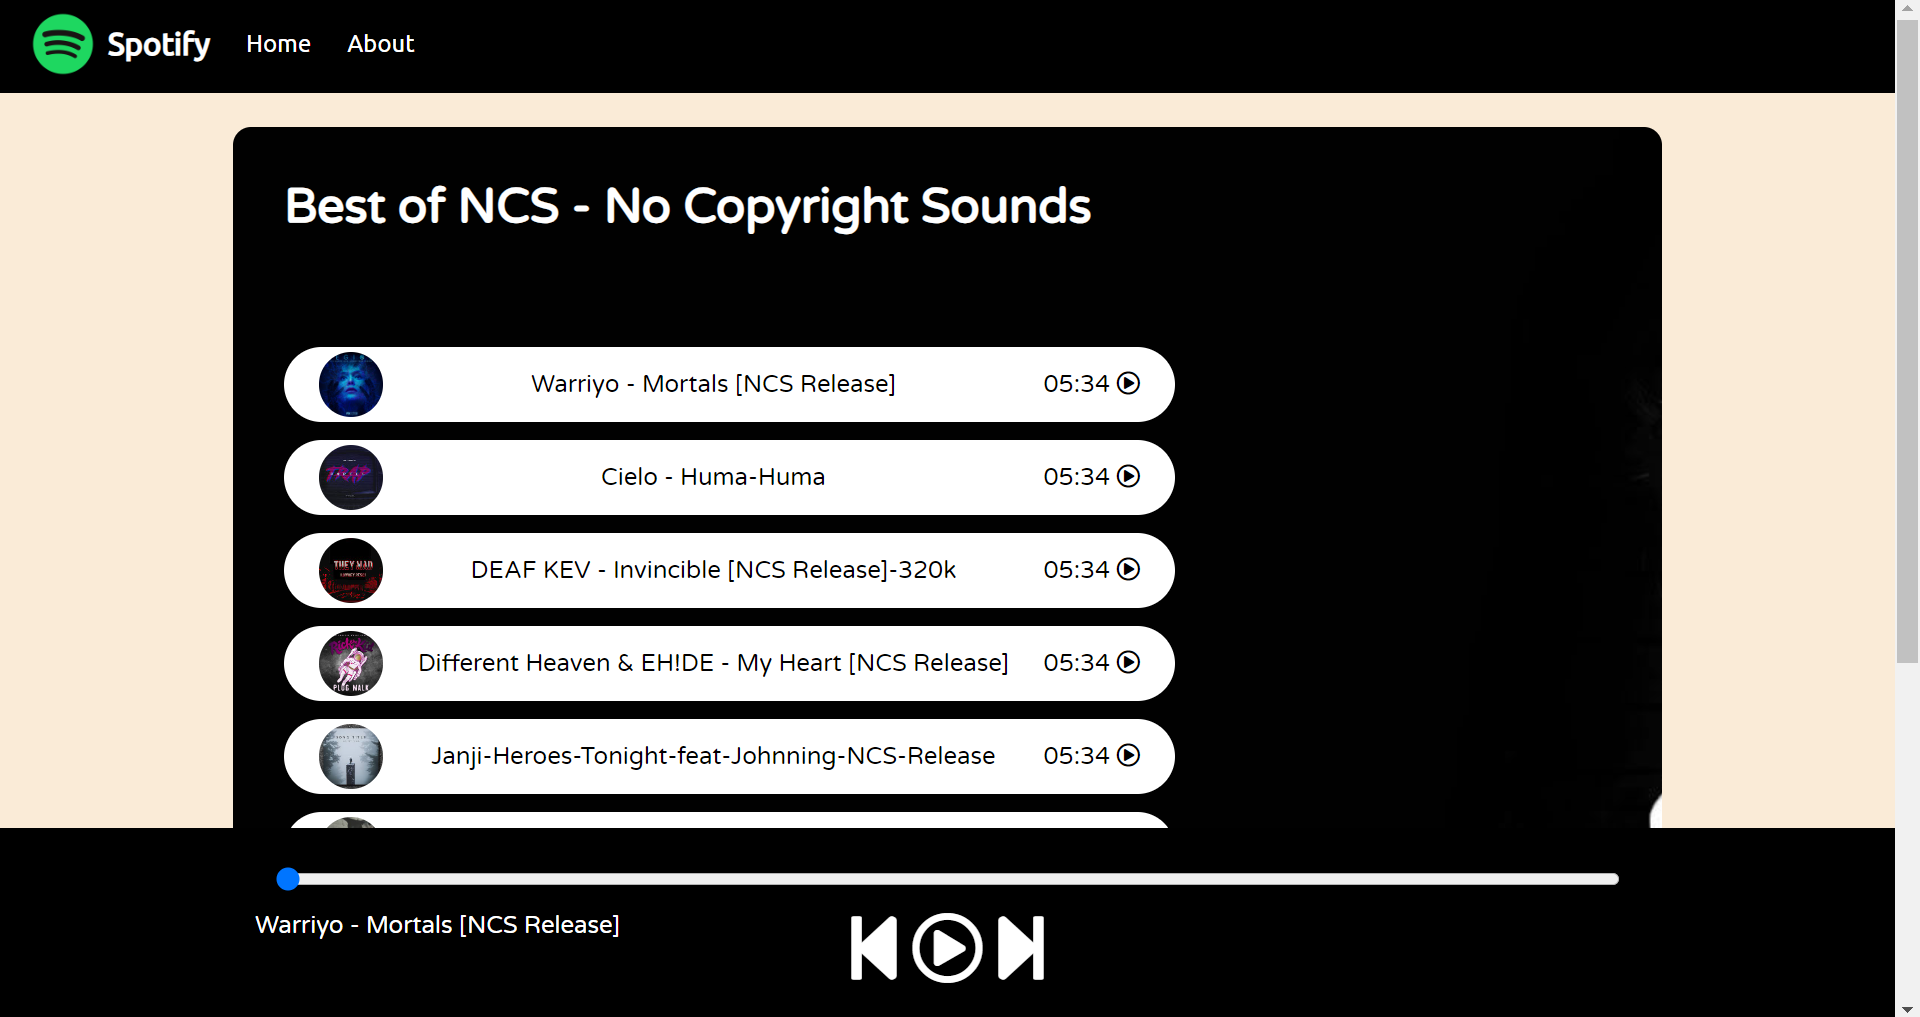 Spotify Home About
Best of NCS - No Copyright Sounds
Warriyo - Mortals [NCS Release] 05:34
TRAP
Cielo - Huma-Huma 05:34
THEY MAD
DEAF KEV - Invincible [NCS Release]-320k 05:34
Different Heaven & EH!DE - My Heart [NCS Release] 05:34
PLUG WALK
SONG TITLE
Janji-Heroes-Tonight-feat-Johnning-NCS-Release 05:34
Warriyo - Mortals [NCS Release]